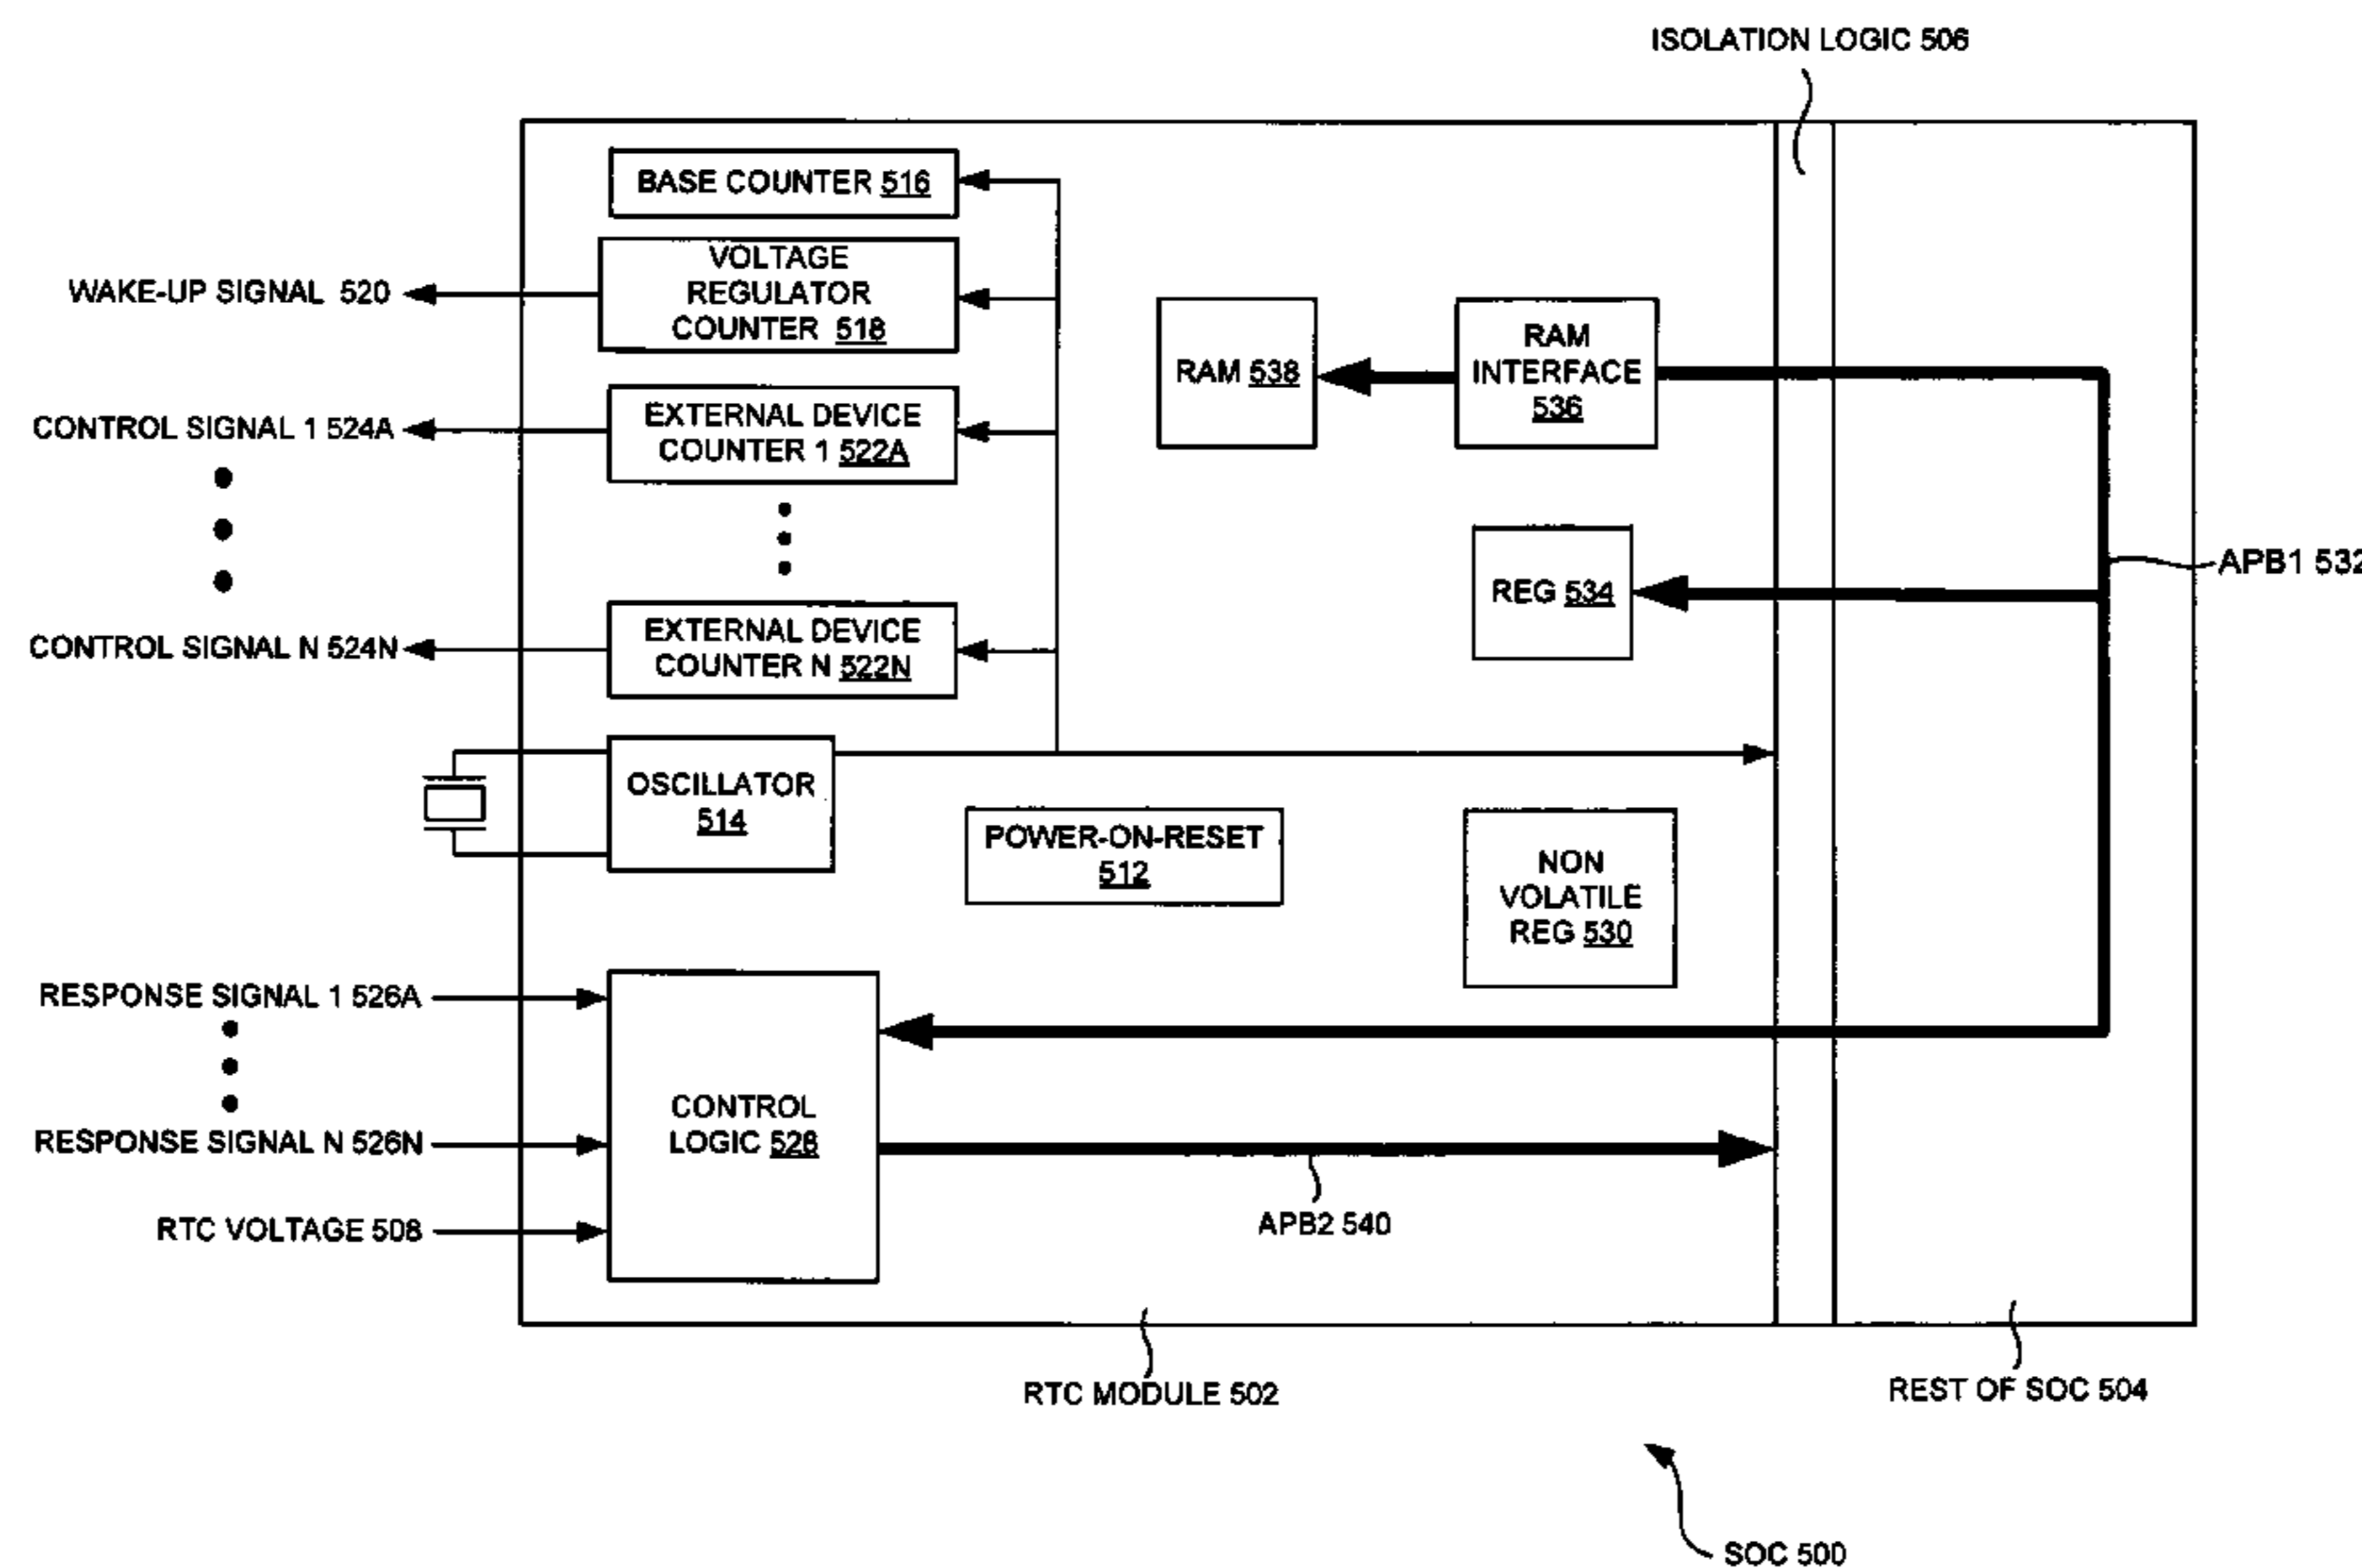 ISOLATION LOGIC 506
BASE COUNTER 516
VOLTAGE
REGULATOR
COUNTER 518
WAKE-UP SIGNAL 520
RAM 538
RAM
INTERFACE
536
EXTERNAL DEVICE
COUNTER 1 522A
CONTROL SIGNAL 1 524A
APB1 532
REG 534
EXTERNAL DEVICE
COUNTER N 522N
CONTROL SIGNAL N 524N
OSCILLATOR
514
POWER-ON-RESET
512
NON
VOLATILE
REG 530
RESPONSE SIGNAL 1 526A
CONTROL
LOGIC 528
RESPONSE SIGNAL N 526N
RTC VOLTAGE 508
APB2 540
RTC MODULE 502
REST OF SOC 504
SOC 500